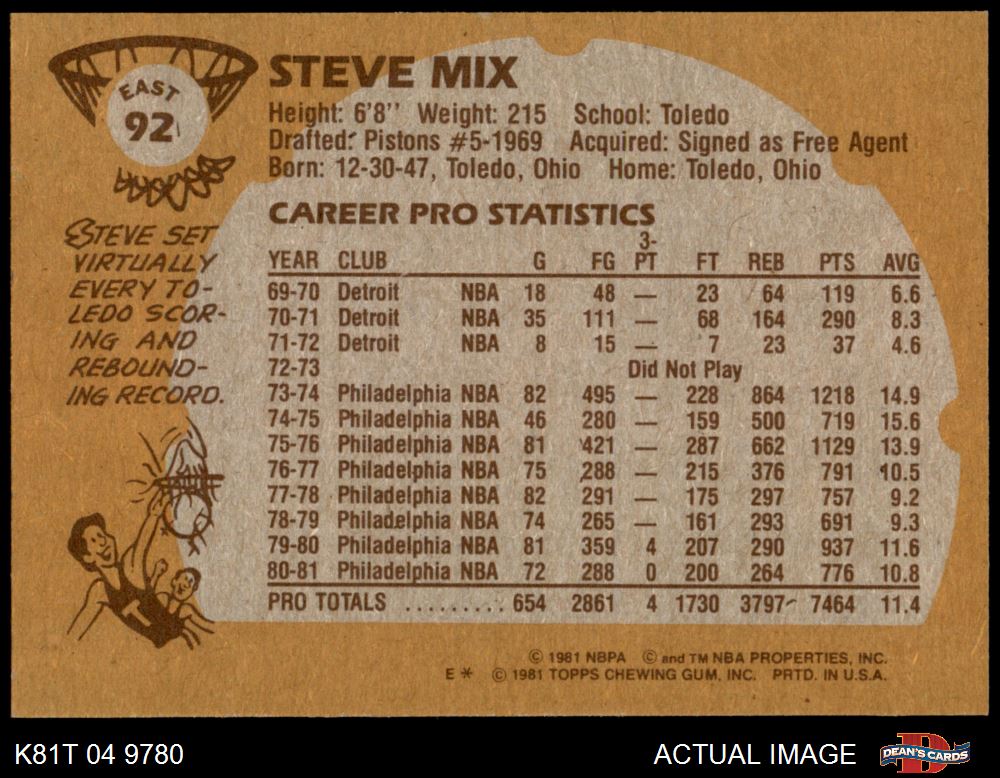 EAST
92
STEVE MIX
Height: 6'8'' Weight: 215 School: Toledo
Drafted: Pistons #5-1969 Acquired: Signed as Free Agent
Born: 12-30-47, Toledo, Ohio Home: Toledo, Ohio
STEVE SET
VIRTUALLY
EVERY TO-
LEDO SCOR-
ING AND
REBOUND-
ING RECORD.
CAREER PRO STATISTICS
YEAR CLUB G FG 3-PT FT REB PTS AVG
69-70 Detroit NBA 18 48 — 23 64 119 6.6
70-71 Detroit NBA 35 111 — 68 164 290 8.3
71-72 Detroit NBA 8 15 — 7 23 37 4.6
72-73 Did Not Play
73-74 Philadelphia NBA 82 495 — 228 864 1218 14.9
74-75 Philadelphia NBA 46 280 — 159 500 719 15.6
75-76 Philadelphia NBA 81 421 — 287 662 1129 13.9
76-77 Philadelphia NBA 75 288 — 215 376 791 10.5
77-78 Philadelphia NBA 82 291 — 175 297 757 9.2
78-79 Philadelphia NBA 74 265 — 161 293 691 9.3
79-80 Philadelphia NBA 81 359 4 207 290 937 11.6
80-81 Philadelphia NBA 72 288 0 200 264 776 10.8
PRO TOTALS ......... 654 2861 4 1730 3797 7464 11.4
© 1981 NBPA © and TM NBA PROPERTIES, INC.
E * © 1981 TOPPS CHEWING GUM, INC. PRTD. IN U.S.A.
T
K81T 04 9780
ACTUAL IMAGE
D
DEAN'S CARDS